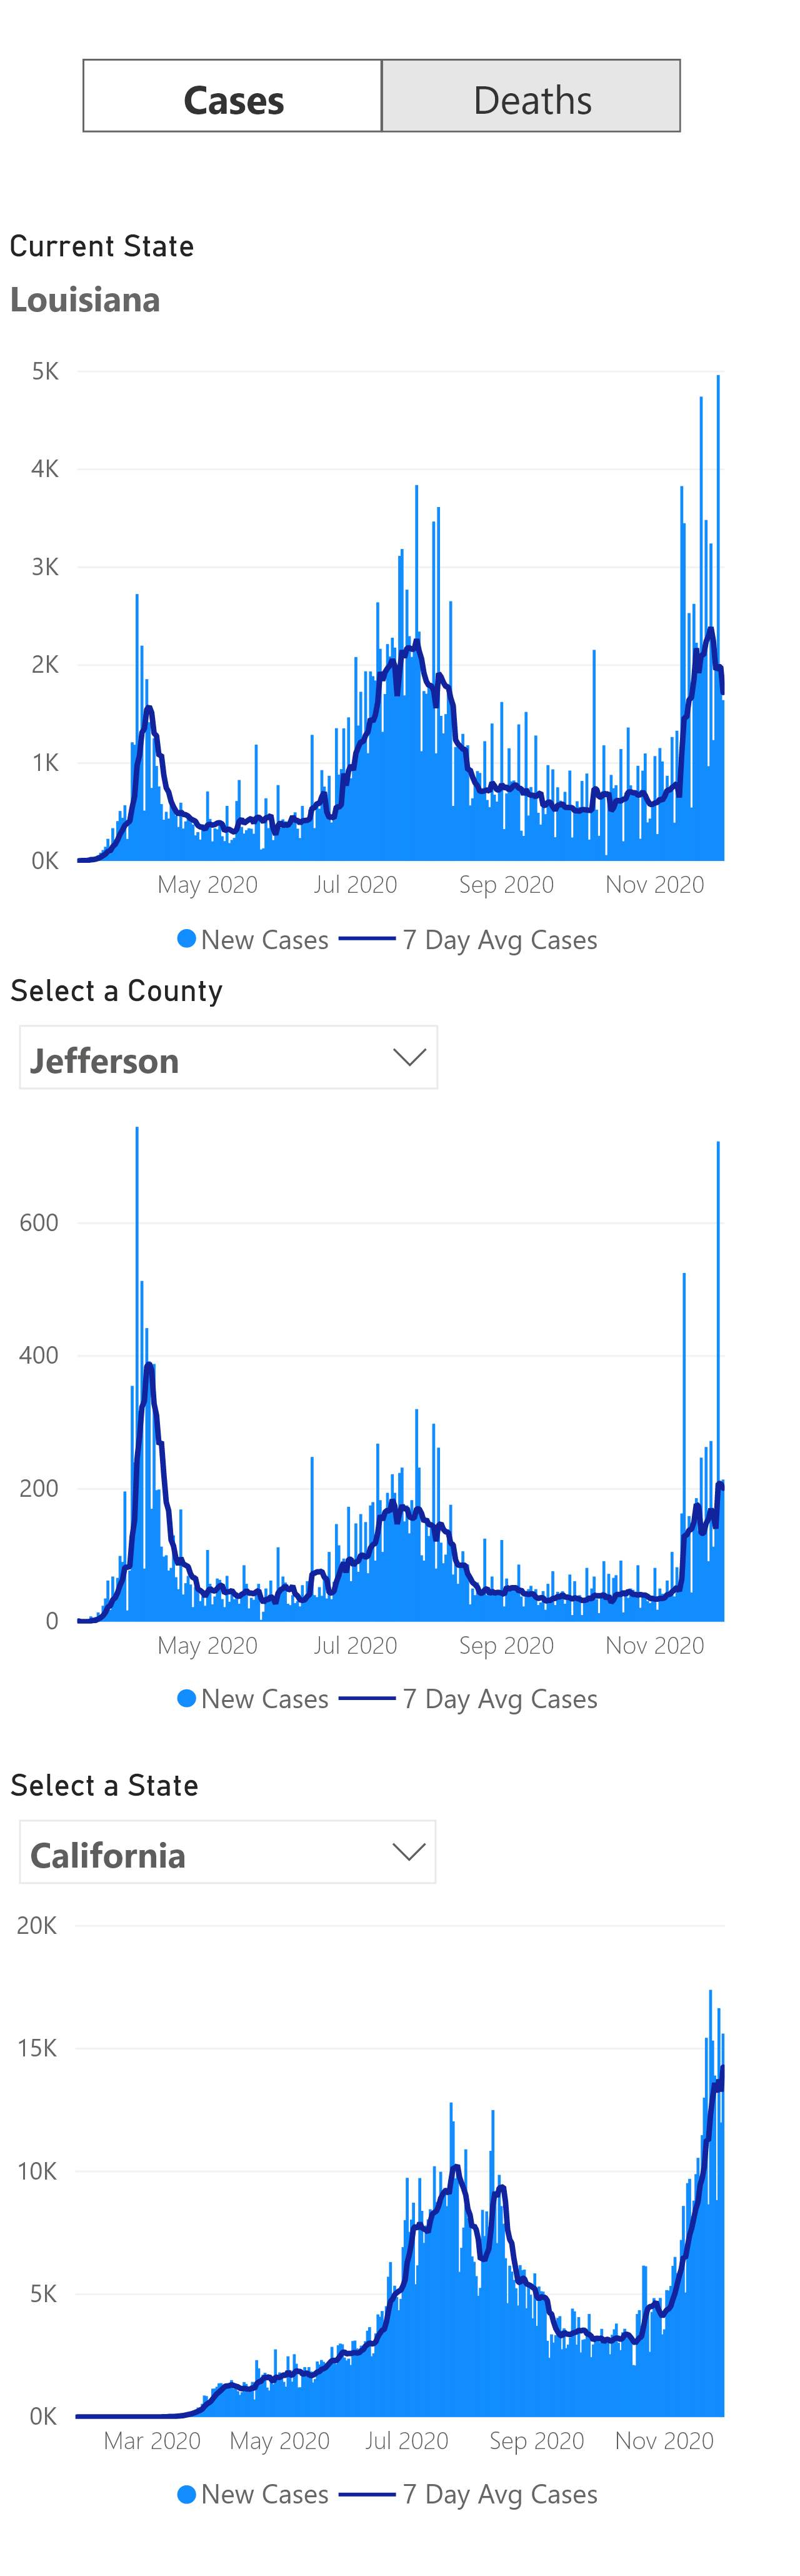 Cases Deaths
Current State
Louisiana
5K
4K
3K
2K
1K
0K
May 2020 Jul 2020 Sep 2020 Nov 2020
New Cases 7 Day Avg Cases
Select a County
Jefferson
600
400
200
0
May 2020 Jul 2020 Sep 2020 Nov 2020
New Cases 7 Day Avg Cases
Select a State
California
20K
15K
10K
5K
0K
Mar 2020 May 2020 Jul 2020 Sep 2020 Nov 2020
New Cases 7 Day Avg Cases